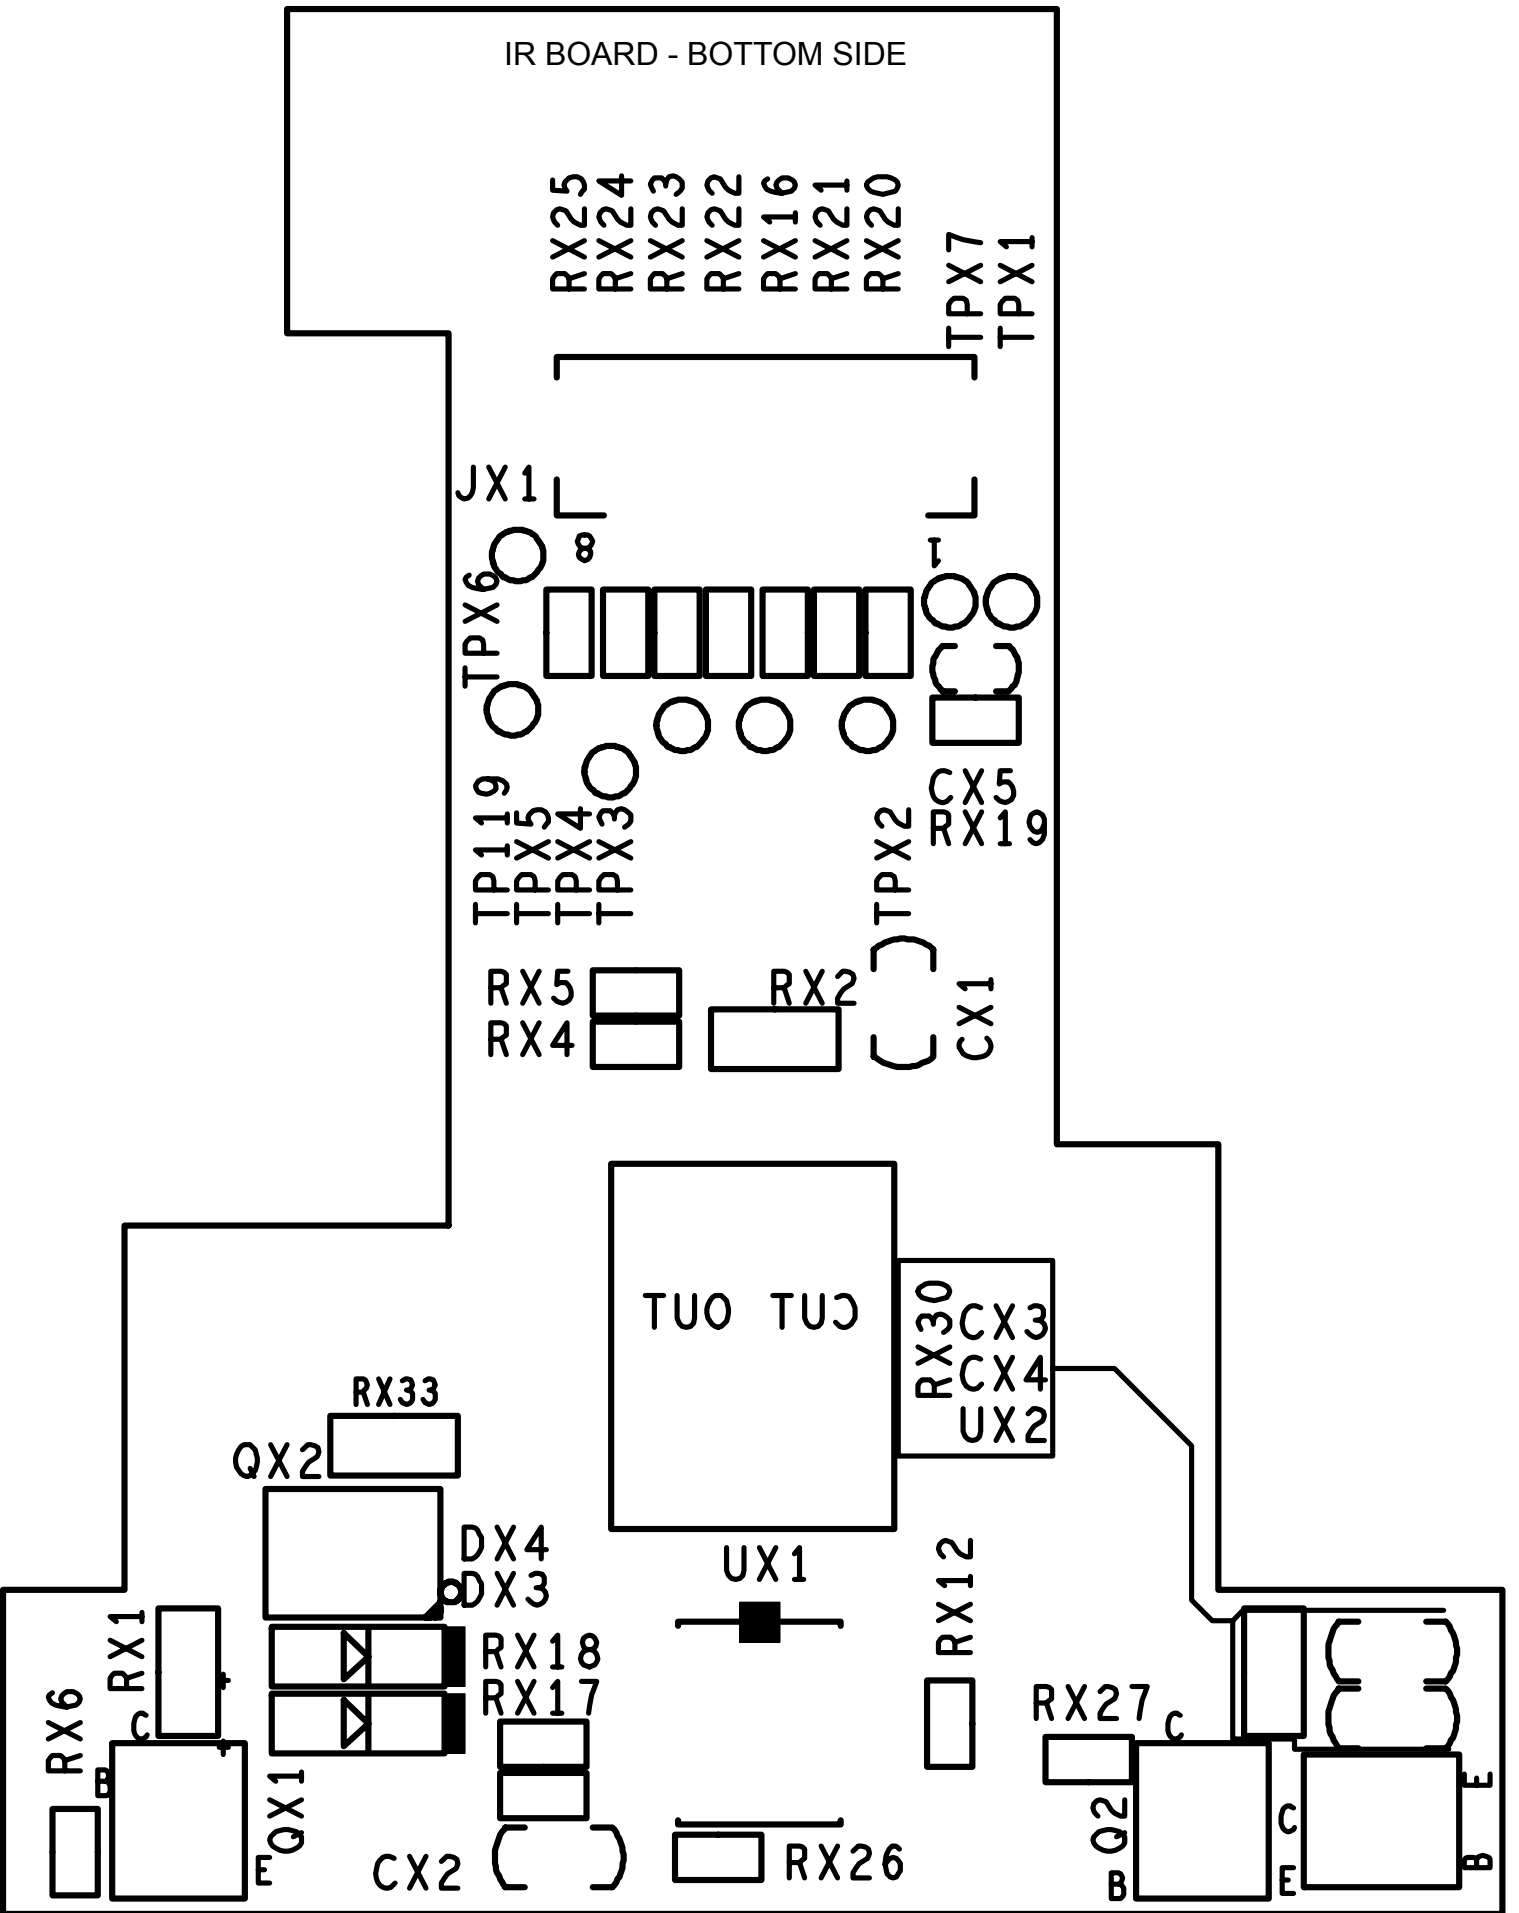 IR BOARD - BOTTOM SIDE
RX25
RX24
RX23
RX22
RX16
RX21
RX20
TPX7
TPX1
JX1
8
1
TPX6
CX5
RX19
TP119
TPX5
TPX4
TPX3
TPX2
RX5
RX2
CX1
RX4
TUO TUC
RX30
CX3
CX4
UX2
RX33
QX2
DX4
DX3
UX1
RX12
RX1
RX18
RX17
RX6
C
B
+
+
QX1
E
CX2
RX26
RX27
C
Q2
B
C
E
E
B